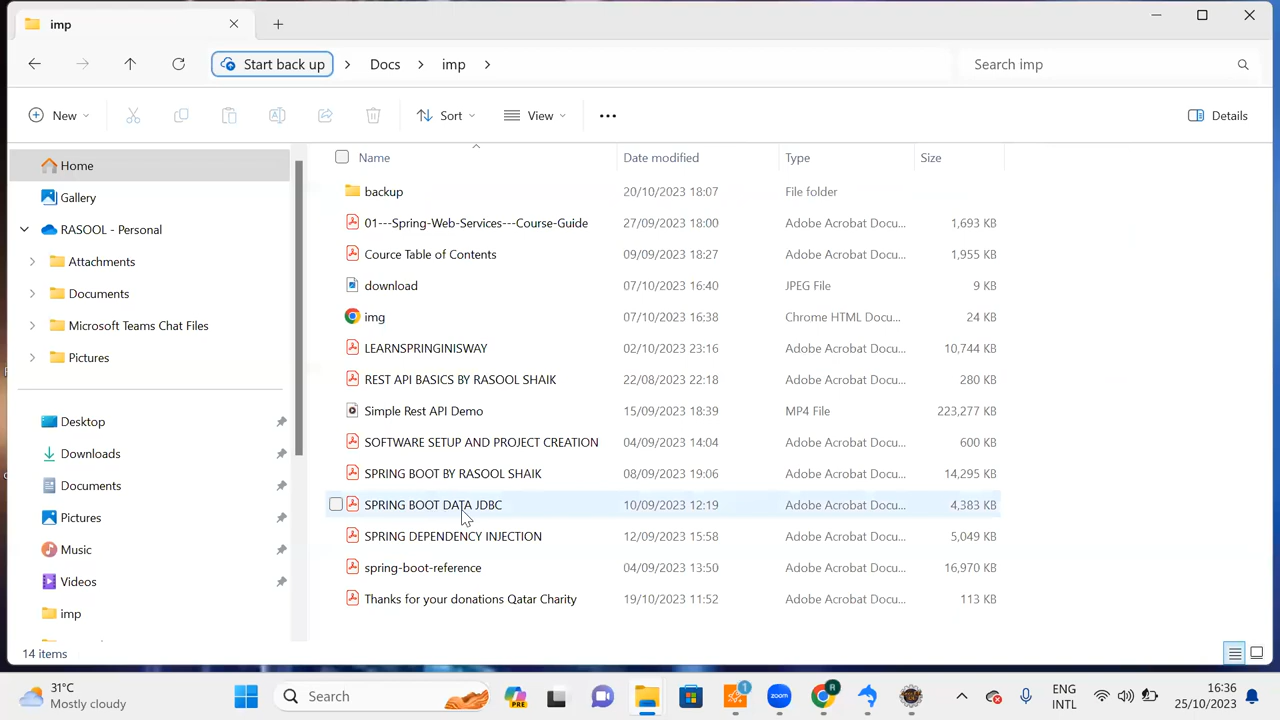 imp
Start back up > Docs > imp >
Search imp
New
Sort
View
Details
Home
Gallery
RASOOL - Personal
Attachments
Documents
Microsoft Teams Chat Files
Pictures
Desktop
Downloads
Documents
Pictures
Music
Videos
imp
Name Date modified Type Size
backup 20/10/2023 18:07 File folder
01---Spring-Web-Services---Course-Guide 27/09/2023 18:00 Adobe Acrobat Docu... 1,693 KB
Cource Table of Contents 09/09/2023 18:27 Adobe Acrobat Docu... 1,955 KB
download 07/10/2023 16:40 JPEG File 9 KB
img 07/10/2023 16:38 Chrome HTML Docu... 24 KB
LEARNSPRINGINISWAY 02/10/2023 23:16 Adobe Acrobat Docu... 10,744 KB
REST API BASICS BY RASOOL SHAIK 22/08/2023 22:18 Adobe Acrobat Docu... 280 KB
Simple Rest API Demo 15/09/2023 18:39 MP4 File 223,277 KB
SOFTWARE SETUP AND PROJECT CREATION 04/09/2023 14:04 Adobe Acrobat Docu... 600 KB
SPRING BOOT BY RASOOL SHAIK 08/09/2023 19:06 Adobe Acrobat Docu... 14,295 KB
SPRING BOOT DATA JDBC 10/09/2023 12:19 Adobe Acrobat Docu... 4,383 KB
SPRING DEPENDENCY INJECTION 12/09/2023 15:58 Adobe Acrobat Docu... 5,049 KB
spring-boot-reference 04/09/2023 13:50 Adobe Acrobat Docu... 16,970 KB
Thanks for your donations Qatar Charity 19/10/2023 11:52 Adobe Acrobat Docu... 113 KB
14 items
31°C
Mostly cloudy
Search
PRE
1
R
ENG
INTL
16:36
25/10/2023